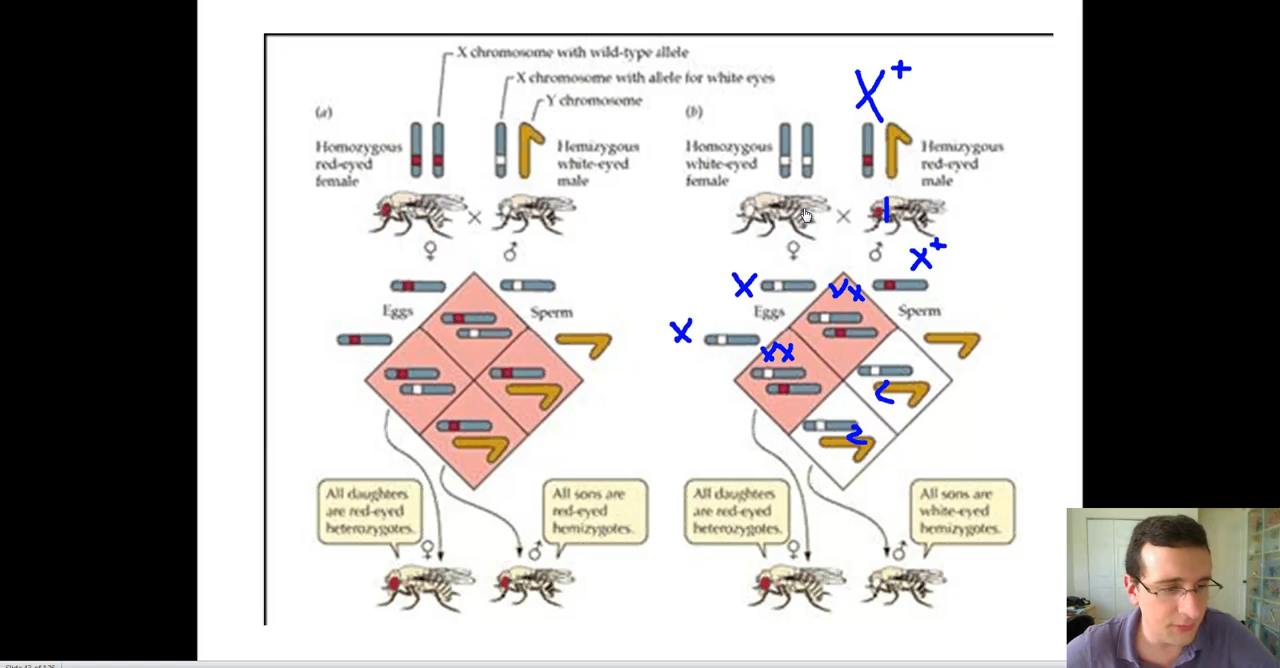 X chromosome with wild-type allele
X chromosome with allele for white eyes
Y chromosome
(a)
Homozygous
red-eyed
female
Hemizygous
white-eyed
male
♀
×
♂
Eggs
Sperm
All daughters
are red-eyed
heterozygotes.
All sons are
red-eyed
hemizygotes.
♀
♂
(b)
X+
Homozygous
white-eyed
female
Hemizygous
red-eyed
male
♀
×
♂
X+
X
Eggs
Sperm
X
XX
All daughters
are red-eyed
heterozygotes.
All sons are
white-eyed
hemizygotes.
♀
♂